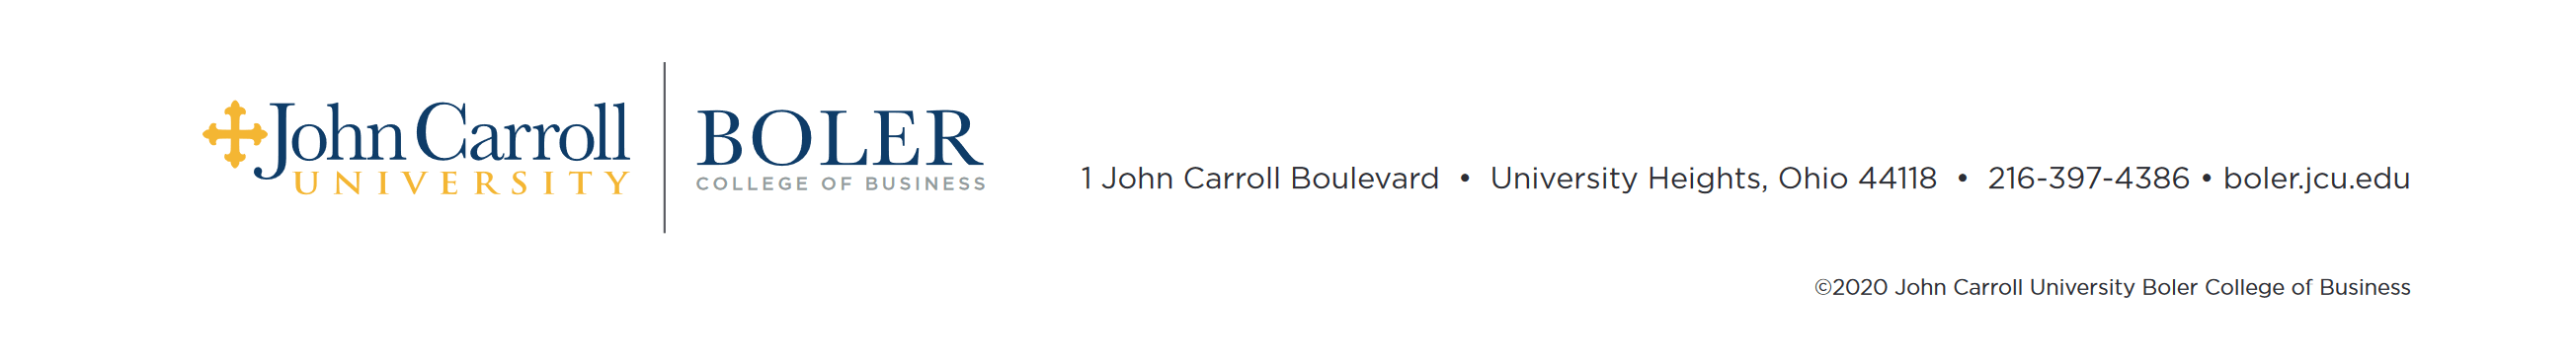 John Carroll
UNIVERSITY
BOLER
COLLEGE OF BUSINESS
1 John Carroll Boulevard • University Heights, Ohio 44118 • 216-397-4386 • boler.jcu.edu
©2020 John Carroll University Boler College of Business